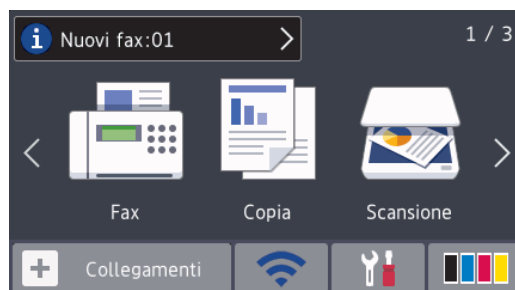 i Nuovi fax:01
1 / 3
Fax
Copia
Scansione
Collegamenti